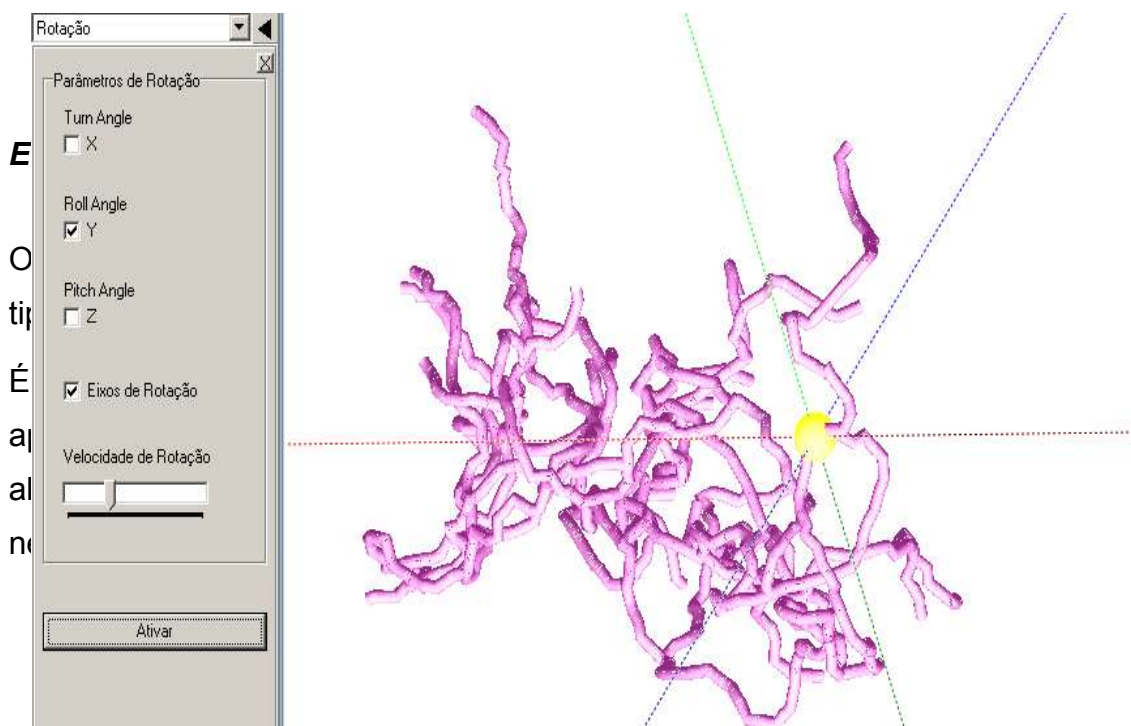 Rotação
Parâmetros de Rotação
Turn Angle
X
E
Roll Angle
Y
O
Pitch Angle
Z
É
Eixos de Rotação
Velocidade de Rotação
Ativar